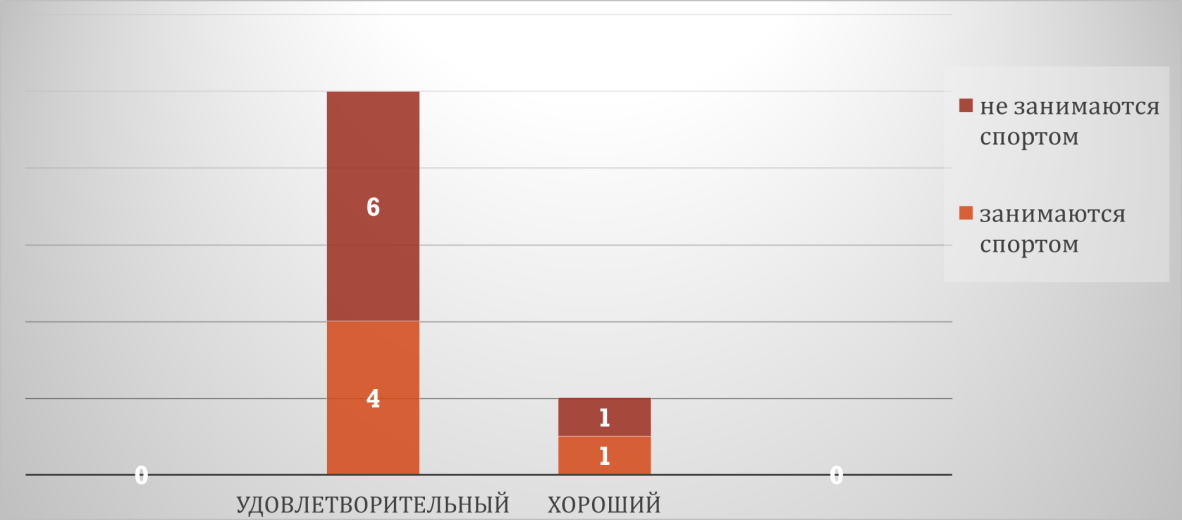 6
4
1
1
0
0
УДОВЛЕТВОРИТЕЛЬНЫЙ
ХОРОШИЙ
не занимаются
спортом
занимаются
спортом